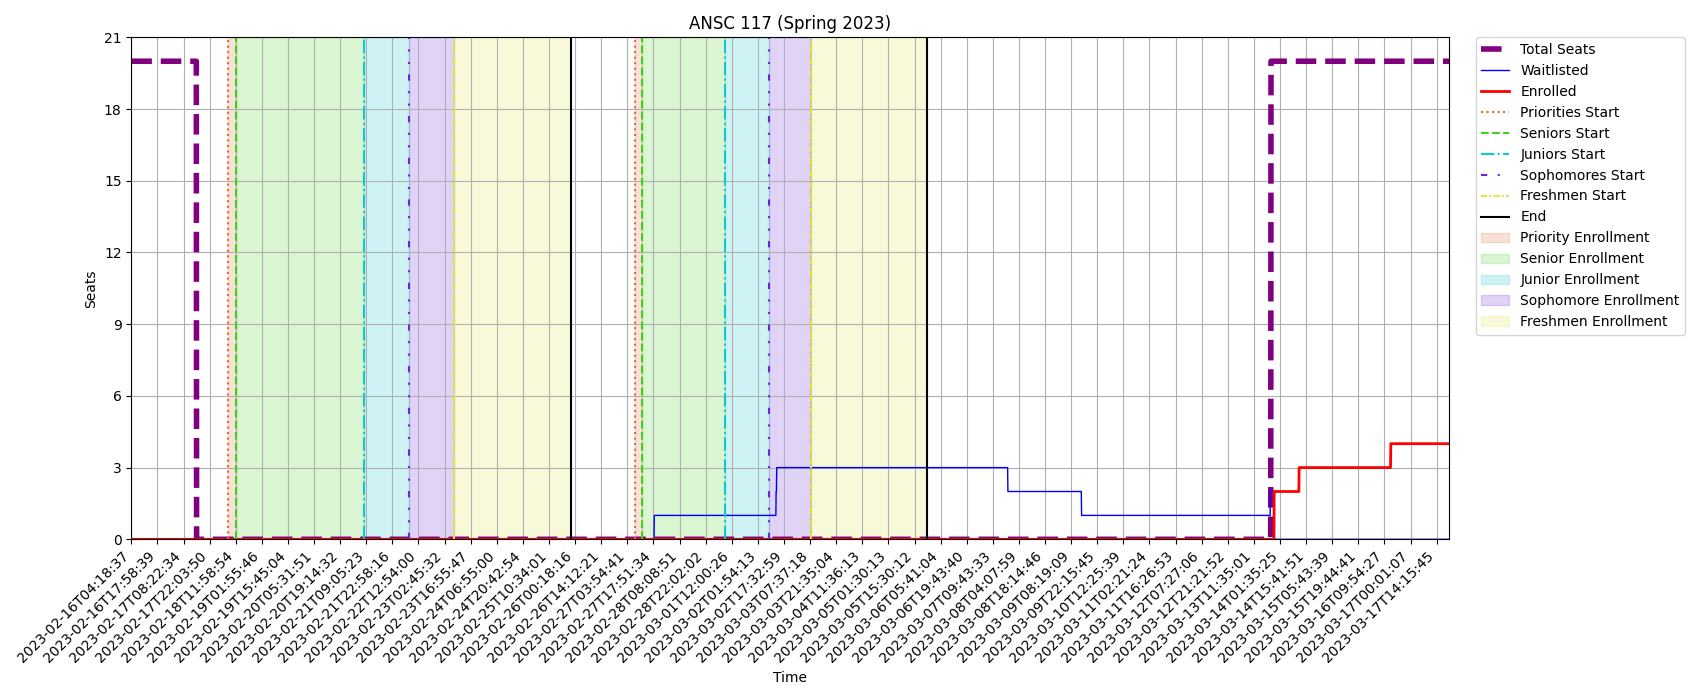 ANSC 117 (Spring 2023)
21
18
15
12
9
6
3
0
Seats
2023-02-16T04:18:37
2023-02-16T17:58:39
2023-02-17T08:22:34
2023-02-17T22:03:50
2023-02-18T11:58:54
2023-02-19T01:55:46
2023-02-19T15:45:04
2023-02-20T05:31:51
2023-02-20T19:14:32
2023-02-21T09:05:23
2023-02-21T22:58:16
2023-02-22T12:54:00
2023-02-23T02:45:32
2023-02-23T16:55:47
2023-02-24T06:55:00
2023-02-24T20:42:54
2023-02-25T10:34:01
2023-02-26T00:18:16
2023-02-26T14:12:21
2023-02-27T03:54:41
2023-02-27T17:51:34
2023-02-28T08:08:51
2023-02-28T22:02:02
2023-03-01T12:00:26
2023-03-02T01:54:13
2023-03-02T17:32:59
2023-03-03T07:37:18
2023-03-03T21:35:04
2023-03-04T11:36:13
2023-03-05T01:30:13
2023-03-05T15:30:12
2023-03-06T05:41:04
2023-03-06T19:43:40
2023-03-07T09:43:33
2023-03-08T04:07:59
2023-03-08T18:14:46
2023-03-09T08:19:09
2023-03-09T22:15:45
2023-03-10T12:25:39
2023-03-11T02:21:24
2023-03-11T16:26:53
2023-03-12T07:27:06
2023-03-12T21:21:52
2023-03-13T11:35:01
2023-03-14T01:35:25
2023-03-14T15:41:51
2023-03-15T05:43:39
2023-03-15T19:44:41
2023-03-16T09:54:27
2023-03-17T00:01:07
2023-03-17T14:15:45
Time
Total Seats
Waitlisted
Enrolled
Priorities Start
Seniors Start
Juniors Start
Sophomores Start
Freshmen Start
End
Priority Enrollment
Senior Enrollment
Junior Enrollment
Sophomore Enrollment
Freshmen Enrollment